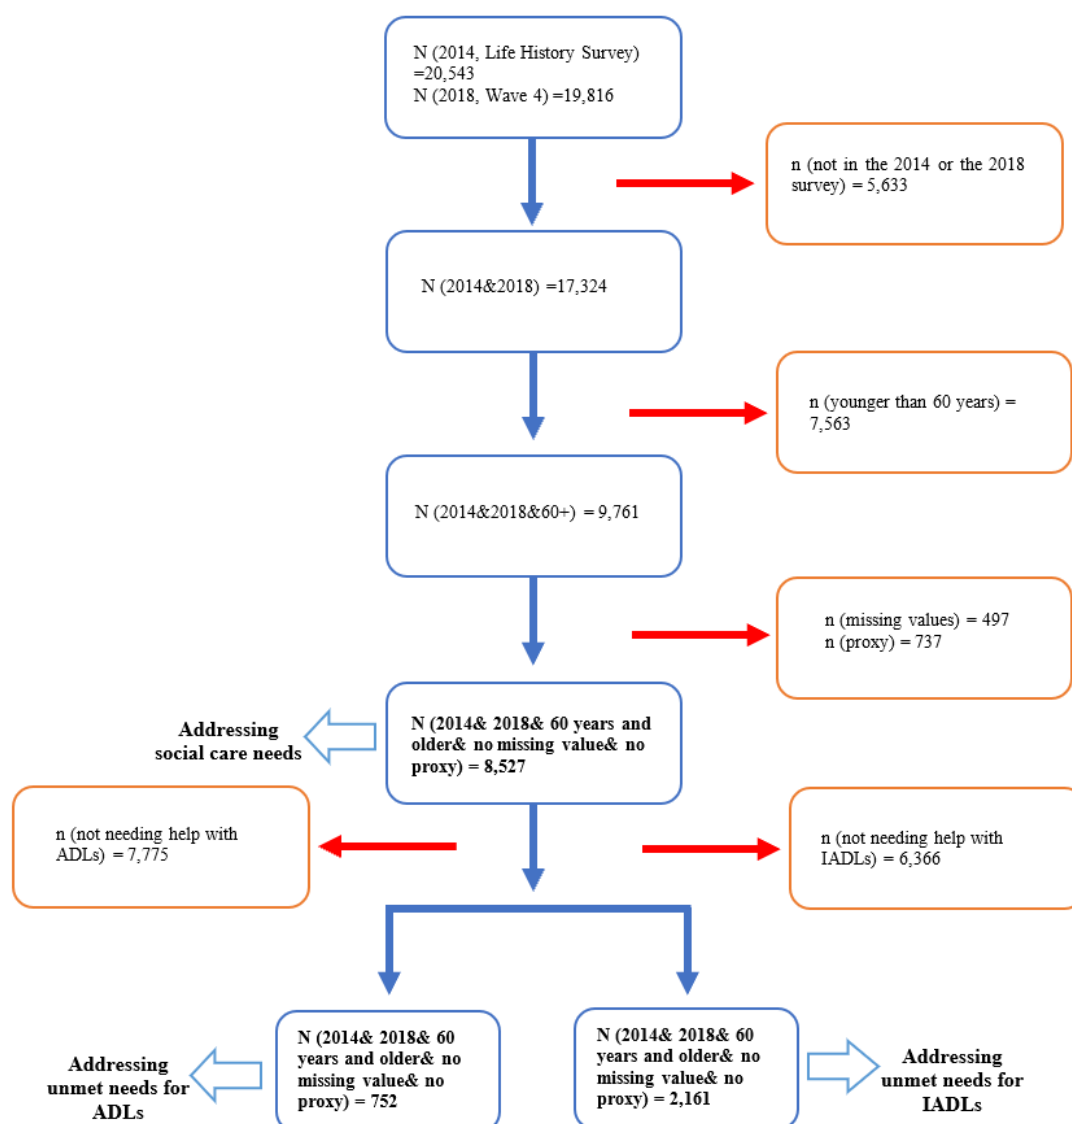 N (2014, Life History Survey)
=20,543
N (2018, Wave 4) =19,816
n (not in the 2014 or the 2018
survey) = 5,633
N (2014&2018) =17,324
n (younger than 60 years) =
7,563
N (2014&2018&60+) = 9,761
n (missing values) = 497
n (proxy) = 737
Addressing
social care needs
N (2014& 2018& 60 years and
older& no missing value& no
proxy) = 8,527
n (not needing help with
ADLs) = 7,775
n (not needing help with
IADLs) = 6,366
Addressing
unmet needs for
ADLs
N (2014& 2018& 60
years and older& no
missing value& no
proxy) = 752
N (2014& 2018& 60
years and older& no
missing value& no
proxy) = 2,161
Addressing
unmet needs for
IADLs